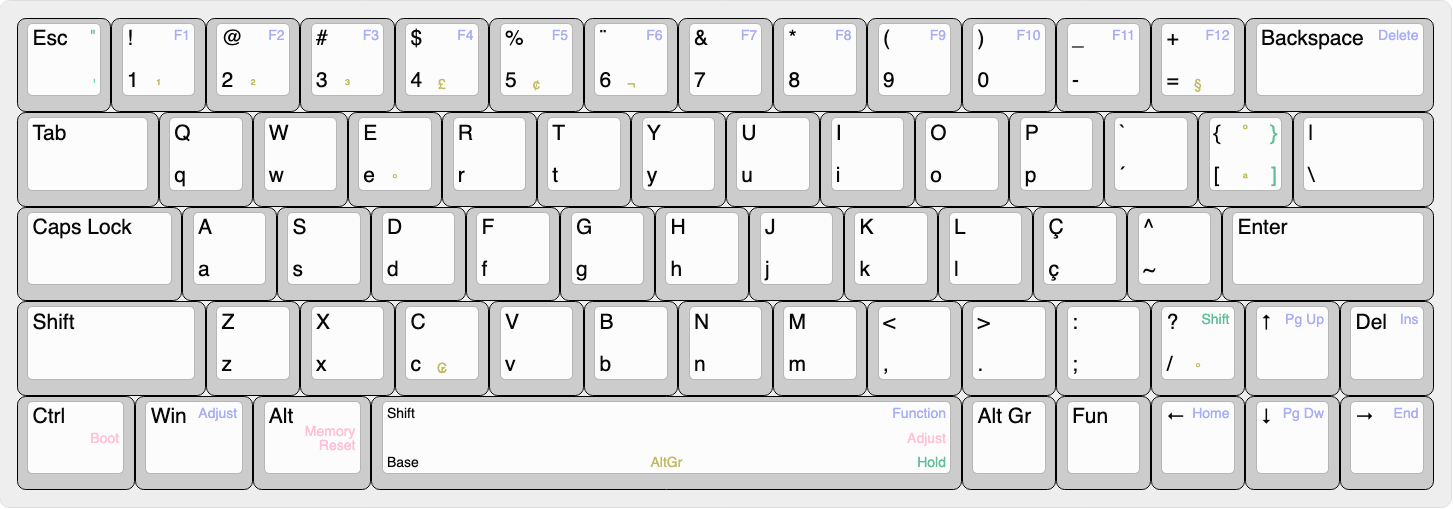 Esc " ! F1 @ F2 # F3 $ F4 % F5 ¨ F6 & F7 * F8 ( F9 ) F10 _ F11 + F12 Backspace Delete
' 1 ¹ 2 ² 3 ³ 4 £ 5 ¢ 6 ¬ 7 8 9 0 - = §
Tab Q W E R T Y U I O P ` { º } |
q w e ° r t y u i o p ´ [ ª ] \
Caps Lock A S D F G H J K L Ç ^ Enter
a s d f g h j k l ç ~
Shift Z X C V B N M < > : ? Shift ↑ Pg Up Del Ins
z x c ₢ v b n m , . ; / °
Ctrl Win Adjust Alt Shift Function Alt Gr Fun ← Home ↓ Pg Dw → End
Boot Memory Adjust
Reset
Base AltGr Hold